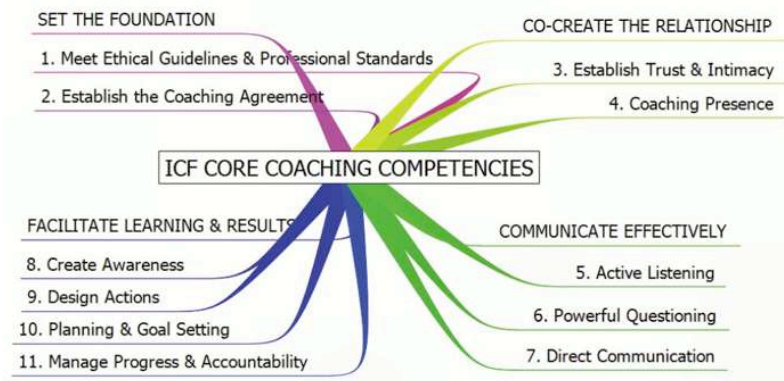 SET THE FOUNDATION
1. Meet Ethical Guidelines & Professional Standards
2. Establish the Coaching Agreement
CO-CREATE THE RELATIONSHIP
3. Establish Trust & Intimacy
4. Coaching Presence
ICF CORE COACHING COMPETENCIES
FACILITATE LEARNING & RESULTS
8. Create Awareness
9. Design Actions
10. Planning & Goal Setting
11. Manage Progress & Accountability
COMMUNICATE EFFECTIVELY
5. Active Listening
6. Powerful Questioning
7. Direct Communication